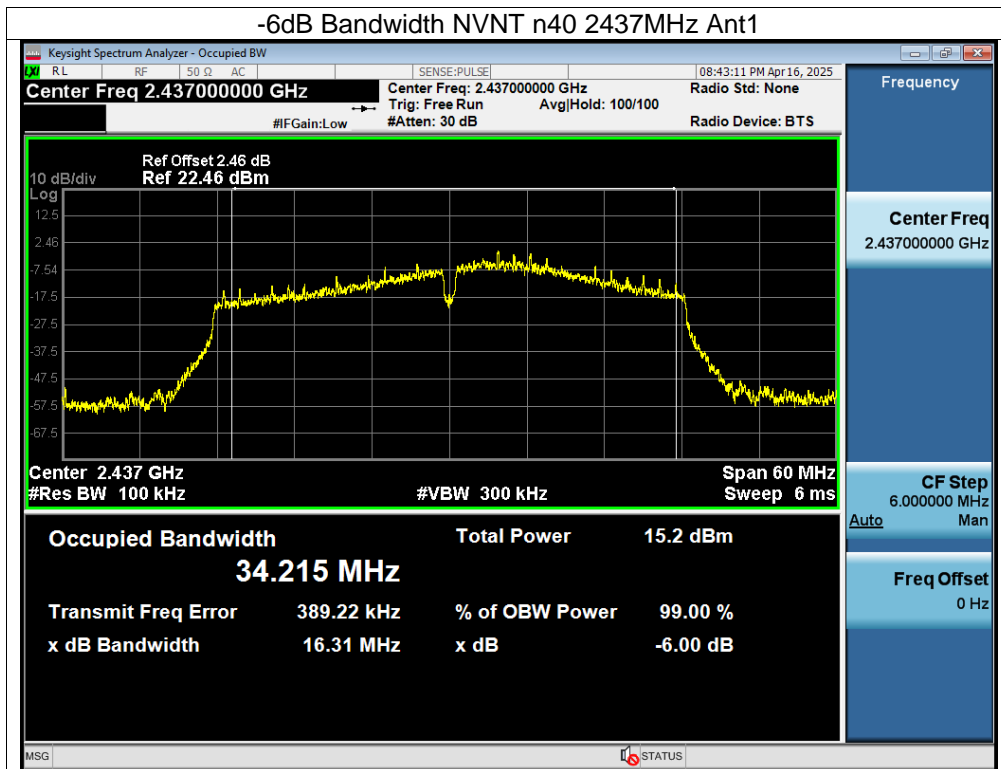 -6dB Bandwidth NVNT n40 2437MHz Ant1
Keysight Spectrum Analyzer - Occupied BW
LXI RL RF 50 Ω AC SENSE:PULSE 08:43:11 PM Apr 16, 2025
Center Freq 2.437000000 GHz Center Freq: 2.437000000 GHz Radio Std: None
Trig: Free Run Avg|Hold: 100/100
#IFGain:Low #Atten: 30 dB Radio Device: BTS
Frequency
Ref Offset 2.46 dB
10 dB/div Ref 22.46 dBm
Log
12.5
2.46
-7.54
-17.5
-27.5
-37.5
-47.5
-57.5
-67.5
Center 2.437 GHz Span 60 MHz
#Res BW 100 kHz #VBW 300 kHz Sweep 6 ms
Center Freq
2.437000000 GHz
CF Step
6.000000 MHz
Auto Man
Freq Offset
0 Hz
Occupied Bandwidth Total Power 15.2 dBm
34.215 MHz
Transmit Freq Error 389.22 kHz % of OBW Power 99.00 %
x dB Bandwidth 16.31 MHz x dB -6.00 dB
MSG STATUS